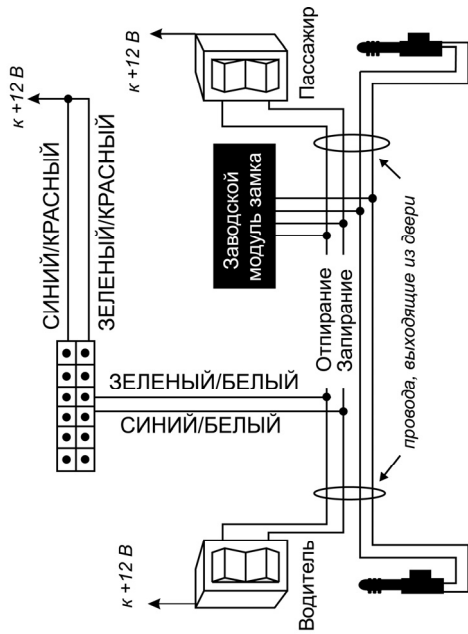 к +12 В
СИНИЙ/КРАСНЫЙ
ЗЕЛЕНЫЙ/КРАСНЫЙ
ЗЕЛЕНЫЙ/БЕЛЫЙ
СИНИЙ/БЕЛЫЙ
к +12 В
Водитель
к +12 В
Пассажир
Заводской
модуль замка
Отпирание
Запирание
провода, выходящие из двери